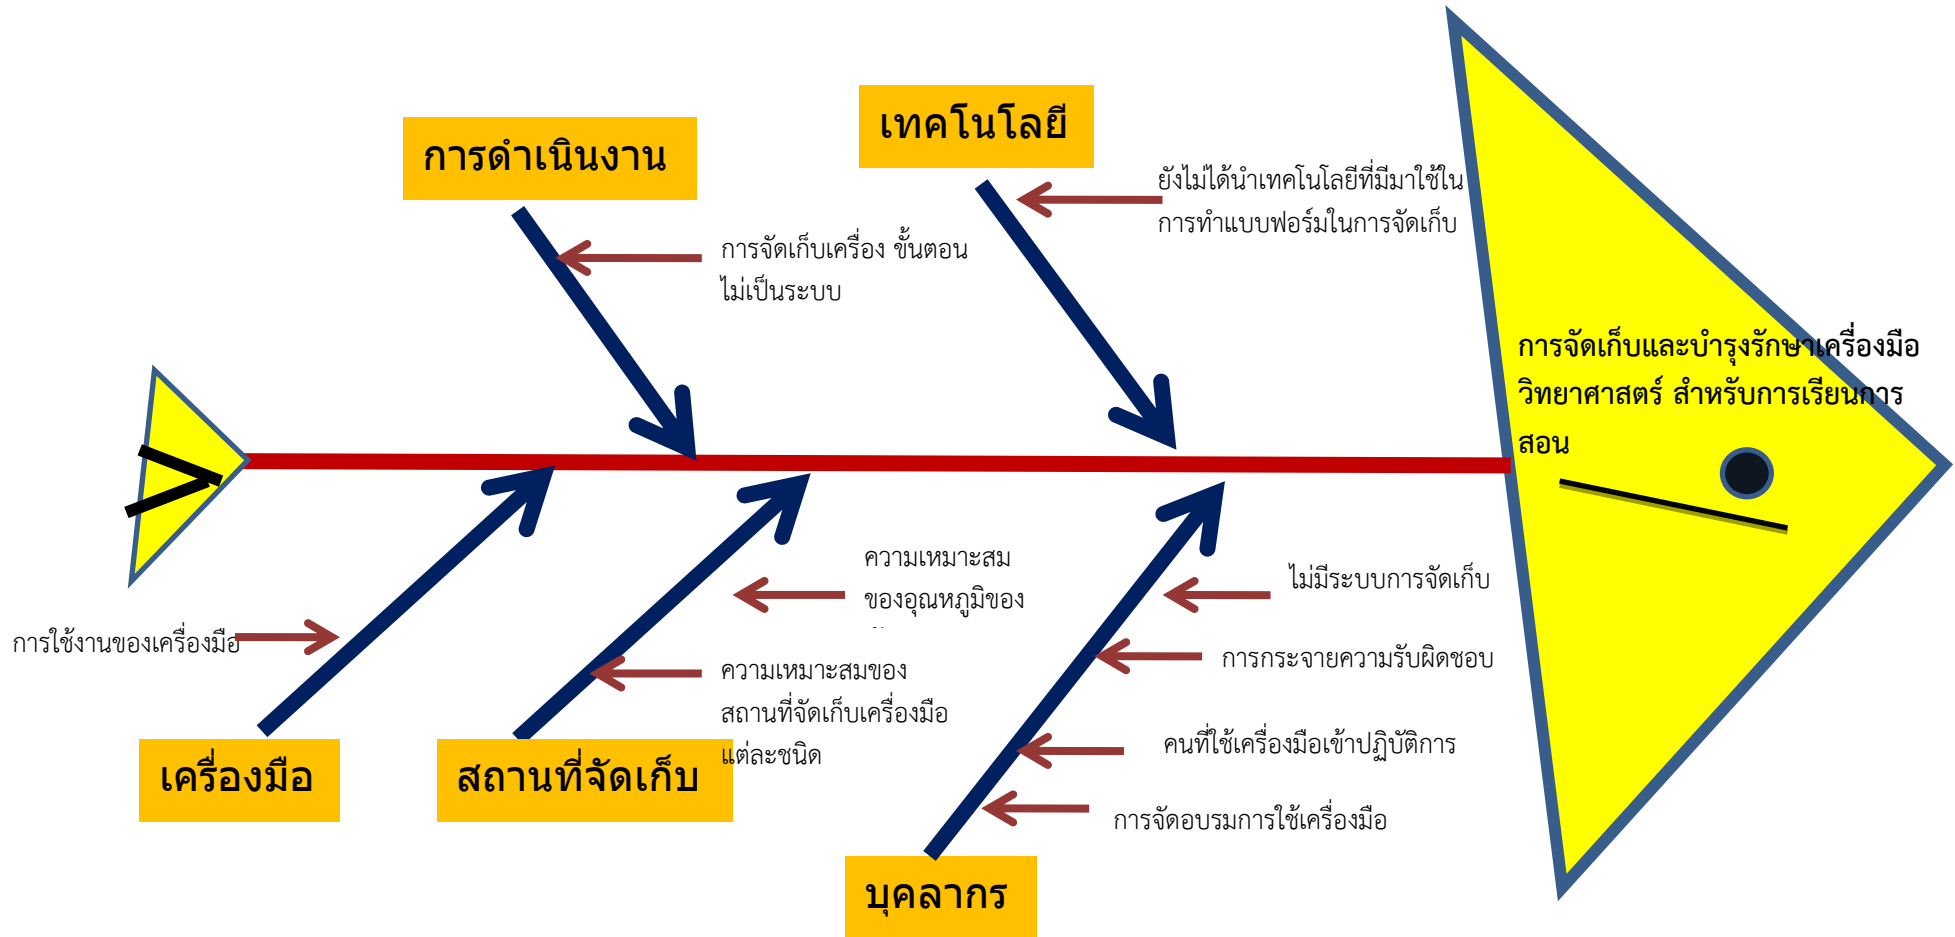 เทคโนโลยี
การดำเนินงาน
ยังไม่ได้นำเทคโนโลยีที่มีมาใช้ใน
การทำแบบฟอร์มในการจัดเก็บ
การจัดเก็บเครื่อง ขั้นตอน
ไม่เป็นระบบ
การจัดเก็บและบำรุงรักษาเครื่องมือ
วิทยาศาสตร์ สำหรับการเรียนการ
สอน
ความเหมาะสม
ของอุณหภูมิของ
ไม่มีระบบการจัดเก็บ
การใช้งานของเครื่องมือ
การกระจายความรับผิดชอบ
ความเหมาะสมของ
สถานที่จัดเก็บเครื่องมือ
แต่ละชนิด
คนที่ใช้เครื่องมือเข้าปฏิบัติการ
เครื่องมือ
สถานที่จัดเก็บ
การจัดอบรมการใช้เครื่องมือ
บุคลากร